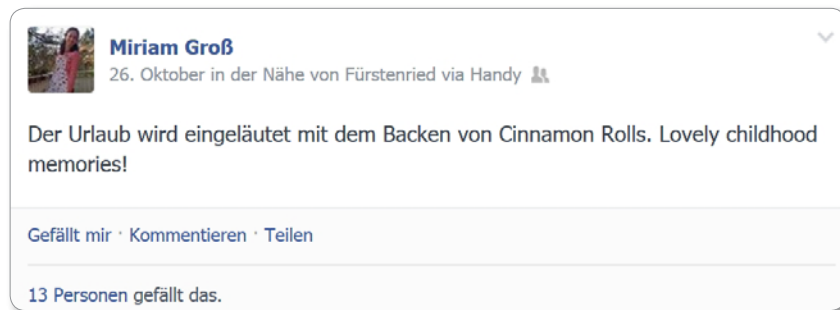 Miriam Groß
26. Oktober in der Nähe von Fürstenried via Handy
Der Urlaub wird eingeläutet mit dem Backen von Cinnamon Rolls. Lovely childhood
memories!
Gefällt mir · Kommentieren · Teilen
13 Personen gefällt das.